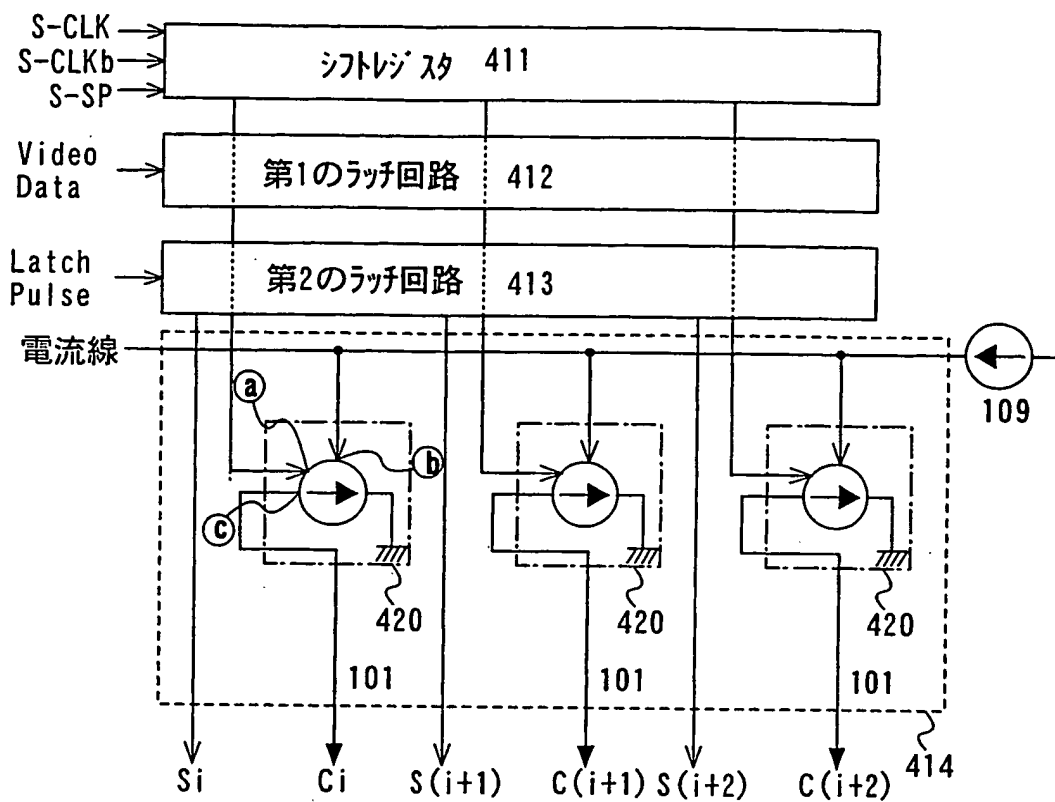 S-CLK
S-CLKb
S-SP
シフトレジスタ 411
Video
Data
第1のラッチ回路 412
Latch
Pulse
第2のラッチ回路 413
電流線
109
a
b
c
420
420
420
101
101
101
414
Si
Ci
S(i+1)
C(i+1)
S(i+2)
C(i+2)